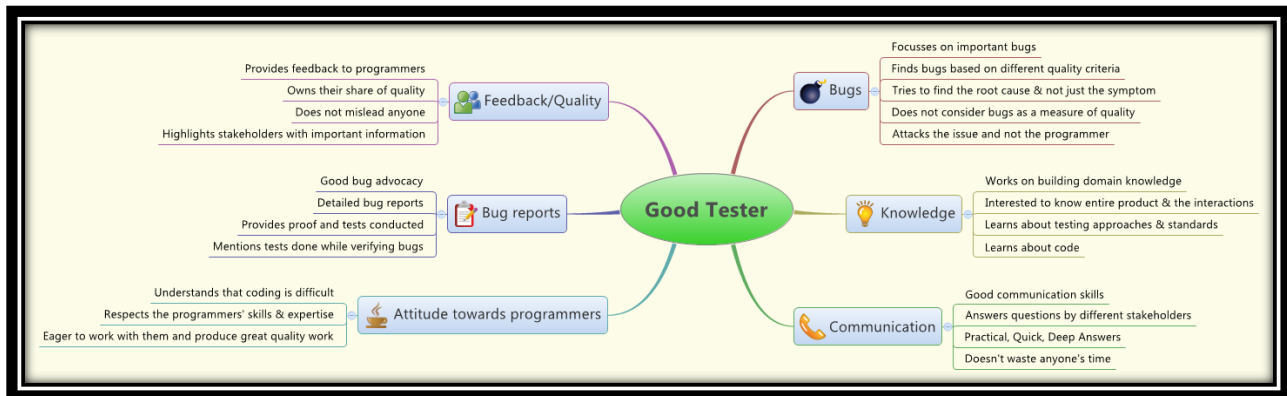 Good Tester
Bugs
Focusses on important bugs
Finds bugs based on different quality criteria
Tries to find the root cause & not just the symptom
Does not consider bugs as a measure of quality
Attacks the issue and not the programmer
Knowledge
Works on building domain knowledge
Interested to know entire product & the interactions
Learns about testing approaches & standards
Learns about code
Communication
Good communication skills
Answers questions by different stakeholders
Practical, Quick, Deep Answers
Doesn't waste anyone's time
Feedback/Quality
Provides feedback to programmers
Owns their share of quality
Does not mislead anyone
Highlights stakeholders with important information
Bug reports
Good bug advocacy
Detailed bug reports
Provides proof and tests conducted
Mentions tests done while verifying bugs
Attitude towards programmers
Understands that coding is difficult
Respects the programmers' skills & expertise
Eager to work with them and produce great quality work